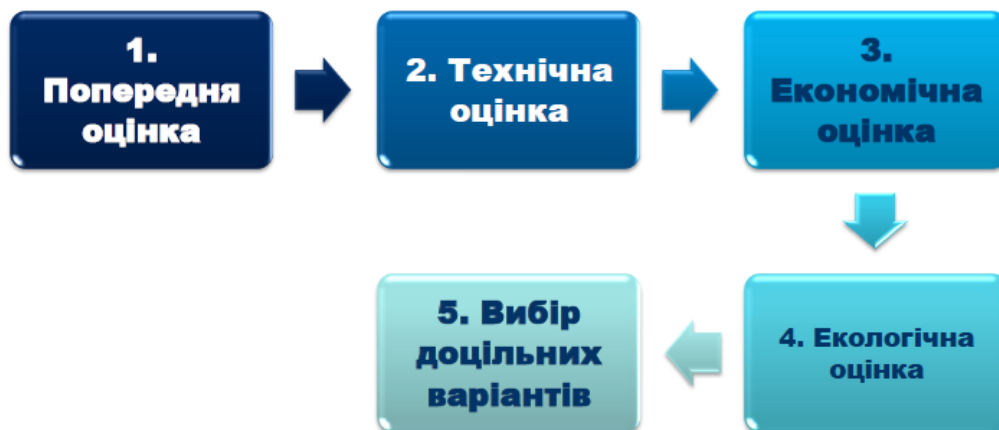 1.
Попередня
оцінка
2. Технічна
оцінка
3.
Економічна
оцінка
4. Екологічна
оцінка
5. Вибір
доцільних
варіантів